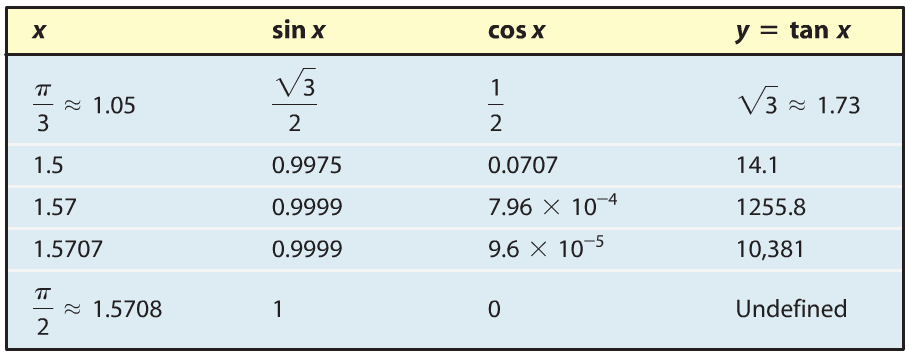 x sin x cos x y = tan x
π/3 ≈ 1.05 √3/2 1/2 √3 ≈ 1.73
1.5 0.9975 0.0707 14.1
1.57 0.9999 7.96 × 10⁻⁴ 1255.8
1.5707 0.9999 9.6 × 10⁻⁵ 10,381
π/2 ≈ 1.5708 1 0 Undefined